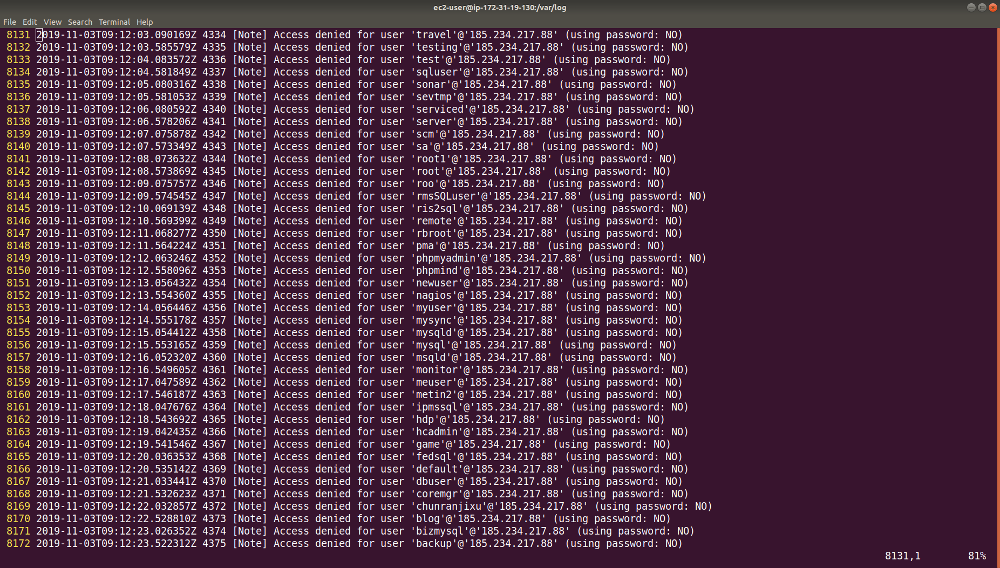 ec2-user@ip-172-31-19-130:/var/log
File Edit View Search Terminal Help
8131 2019-11-03T09:12:03.090169Z 4334 [Note] Access denied for user 'travel'@'185.234.217.88' (using password: NO)
8132 2019-11-03T09:12:03.585579Z 4335 [Note] Access denied for user 'testing'@'185.234.217.88' (using password: NO)
8133 2019-11-03T09:12:04.083572Z 4336 [Note] Access denied for user 'test'@'185.234.217.88' (using password: NO)
8134 2019-11-03T09:12:04.581849Z 4337 [Note] Access denied for user 'sqluser'@'185.234.217.88' (using password: NO)
8135 2019-11-03T09:12:05.080316Z 4338 [Note] Access denied for user 'sonar'@'185.234.217.88' (using password: NO)
8136 2019-11-03T09:12:05.581053Z 4339 [Note] Access denied for user 'sevtmp'@'185.234.217.88' (using password: NO)
8137 2019-11-03T09:12:06.080592Z 4340 [Note] Access denied for user 'serviced'@'185.234.217.88' (using password: NO)
8138 2019-11-03T09:12:06.578206Z 4341 [Note] Access denied for user 'server'@'185.234.217.88' (using password: NO)
8139 2019-11-03T09:12:07.075878Z 4342 [Note] Access denied for user 'scm'@'185.234.217.88' (using password: NO)
8140 2019-11-03T09:12:07.573349Z 4343 [Note] Access denied for user 'sa'@'185.234.217.88' (using password: NO)
8141 2019-11-03T09:12:08.073632Z 4344 [Note] Access denied for user 'root1'@'185.234.217.88' (using password: NO)
8142 2019-11-03T09:12:08.573869Z 4345 [Note] Access denied for user 'root'@'185.234.217.88' (using password: NO)
8143 2019-11-03T09:12:09.075757Z 4346 [Note] Access denied for user 'roo'@'185.234.217.88' (using password: NO)
8144 2019-11-03T09:12:09.574545Z 4347 [Note] Access denied for user 'rmsSQLuser'@'185.234.217.88' (using password: NO)
8145 2019-11-03T09:12:10.069139Z 4348 [Note] Access denied for user 'ris2sql'@'185.234.217.88' (using password: NO)
8146 2019-11-03T09:12:10.569399Z 4349 [Note] Access denied for user 'remote'@'185.234.217.88' (using password: NO)
8147 2019-11-03T09:12:11.068277Z 4350 [Note] Access denied for user 'rbroot'@'185.234.217.88' (using password: NO)
8148 2019-11-03T09:12:11.564224Z 4351 [Note] Access denied for user 'pma'@'185.234.217.88' (using password: NO)
8149 2019-11-03T09:12:12.063246Z 4352 [Note] Access denied for user 'phpmyadmin'@'185.234.217.88' (using password: NO)
8150 2019-11-03T09:12:12.558096Z 4353 [Note] Access denied for user 'phpmind'@'185.234.217.88' (using password: NO)
8151 2019-11-03T09:12:13.056432Z 4354 [Note] Access denied for user 'newuser'@'185.234.217.88' (using password: NO)
8152 2019-11-03T09:12:13.554360Z 4355 [Note] Access denied for user 'nagios'@'185.234.217.88' (using password: NO)
8153 2019-11-03T09:12:14.056446Z 4356 [Note] Access denied for user 'myuser'@'185.234.217.88' (using password: NO)
8154 2019-11-03T09:12:14.555178Z 4357 [Note] Access denied for user 'mysync'@'185.234.217.88' (using password: NO)
8155 2019-11-03T09:12:15.054412Z 4358 [Note] Access denied for user 'mysqld'@'185.234.217.88' (using password: NO)
8156 2019-11-03T09:12:15.553165Z 4359 [Note] Access denied for user 'mysql'@'185.234.217.88' (using password: NO)
8157 2019-11-03T09:12:16.052320Z 4360 [Note] Access denied for user 'msqld'@'185.234.217.88' (using password: NO)
8158 2019-11-03T09:12:16.549605Z 4361 [Note] Access denied for user 'monitor'@'185.234.217.88' (using password: NO)
8159 2019-11-03T09:12:17.047589Z 4362 [Note] Access denied for user 'meuser'@'185.234.217.88' (using password: NO)
8160 2019-11-03T09:12:17.546187Z 4363 [Note] Access denied for user 'metin2'@'185.234.217.88' (using password: NO)
8161 2019-11-03T09:12:18.047676Z 4364 [Note] Access denied for user 'ipmssql'@'185.234.217.88' (using password: NO)
8162 2019-11-03T09:12:18.543692Z 4365 [Note] Access denied for user 'hdp'@'185.234.217.88' (using password: NO)
8163 2019-11-03T09:12:19.042435Z 4366 [Note] Access denied for user 'hcadmin'@'185.234.217.88' (using password: NO)
8164 2019-11-03T09:12:19.541546Z 4367 [Note] Access denied for user 'game'@'185.234.217.88' (using password: NO)
8165 2019-11-03T09:12:20.036353Z 4368 [Note] Access denied for user 'fedsql'@'185.234.217.88' (using password: NO)
8166 2019-11-03T09:12:20.535142Z 4369 [Note] Access denied for user 'default'@'185.234.217.88' (using password: NO)
8167 2019-11-03T09:12:21.033441Z 4370 [Note] Access denied for user 'dbuser'@'185.234.217.88' (using password: NO)
8168 2019-11-03T09:12:21.532623Z 4371 [Note] Access denied for user 'coremgr'@'185.234.217.88' (using password: NO)
8169 2019-11-03T09:12:22.032857Z 4372 [Note] Access denied for user 'chunranjixu'@'185.234.217.88' (using password: NO)
8170 2019-11-03T09:12:22.528810Z 4373 [Note] Access denied for user 'blog'@'185.234.217.88' (using password: NO)
8171 2019-11-03T09:12:23.026352Z 4374 [Note] Access denied for user 'bizmysql'@'185.234.217.88' (using password: NO)
8172 2019-11-03T09:12:23.522312Z 4375 [Note] Access denied for user 'backup'@'185.234.217.88' (using password: NO)
8131,1 81%